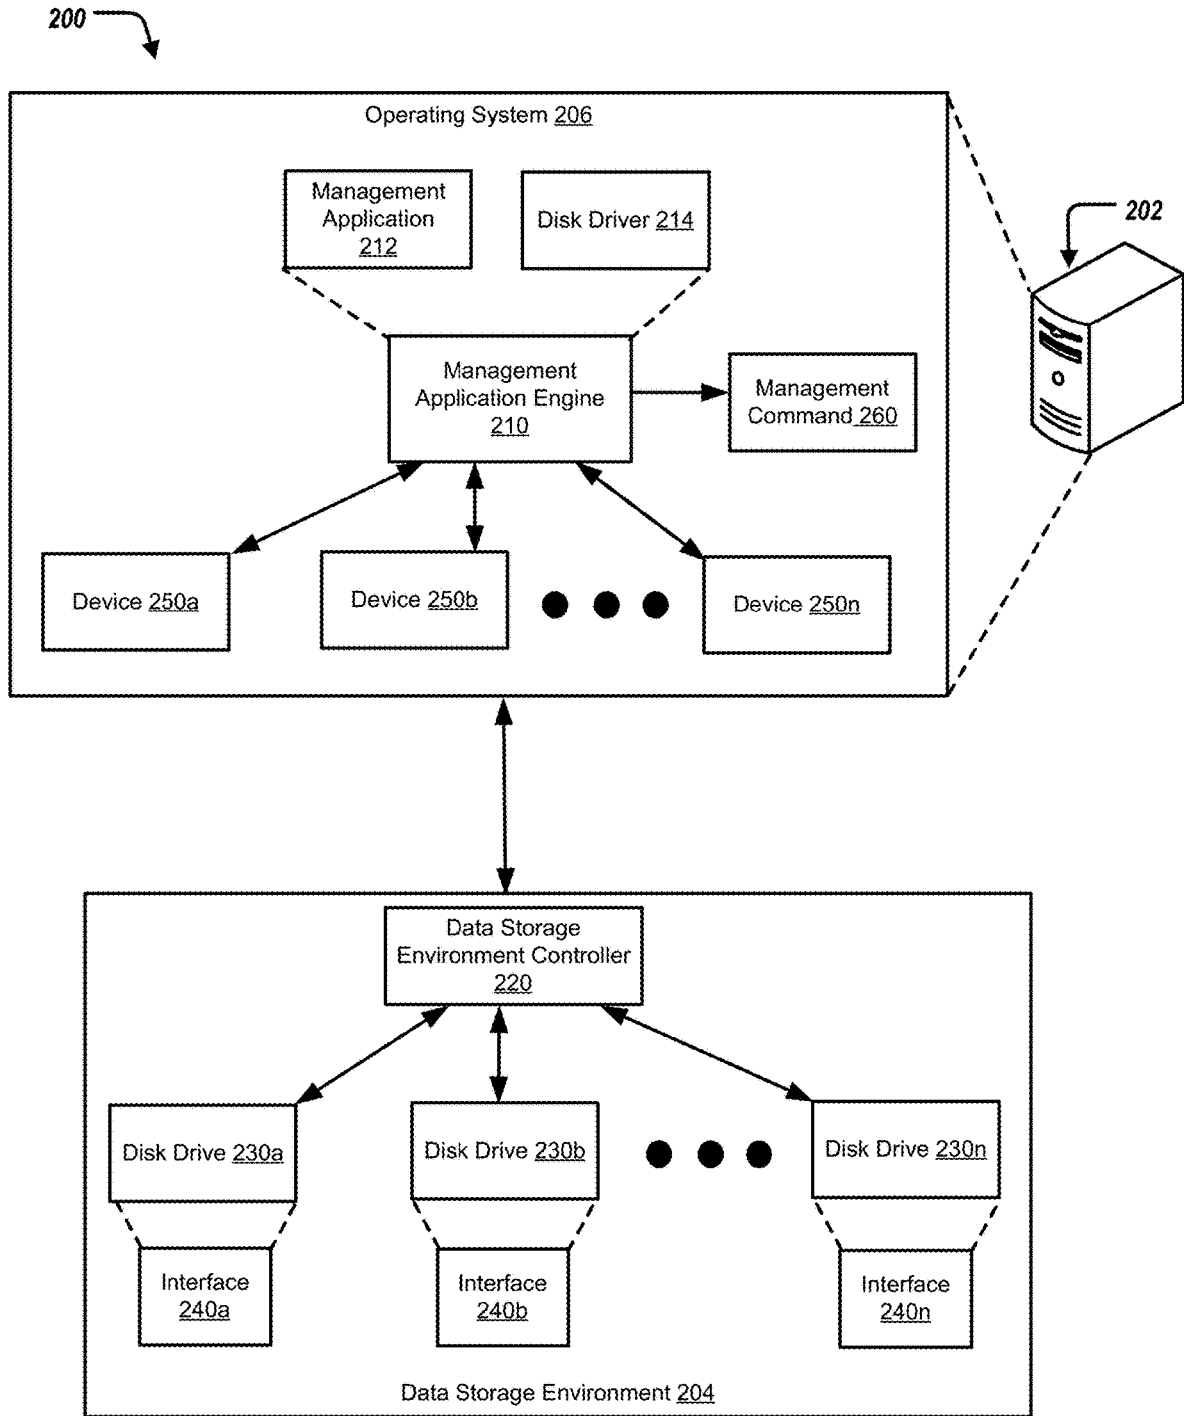 200
Operating System 206
202
Management
Application
212
Disk Driver 214
Management
Application Engine
210
Management
Command 260
Device 250a
Device 250b
Device 250n
Data Storage
Environment Controller
220
Disk Drive 230a
Disk Drive 230b
Disk Drive 230n
Interface
240a
Interface
240b
Interface
240n
Data Storage Environment 204